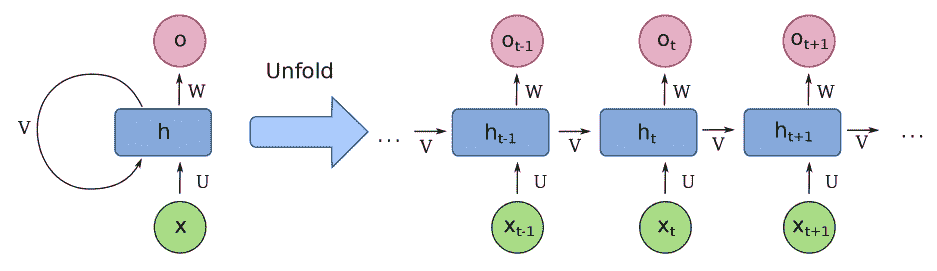 o
W
Unfold
V
h
U
x
o_{t-1} o_t o_{t+1}
W W W
... V h_{t-1} V h_t V h_{t+1} V ...
U U U
x_{t-1} x_t x_{t+1}